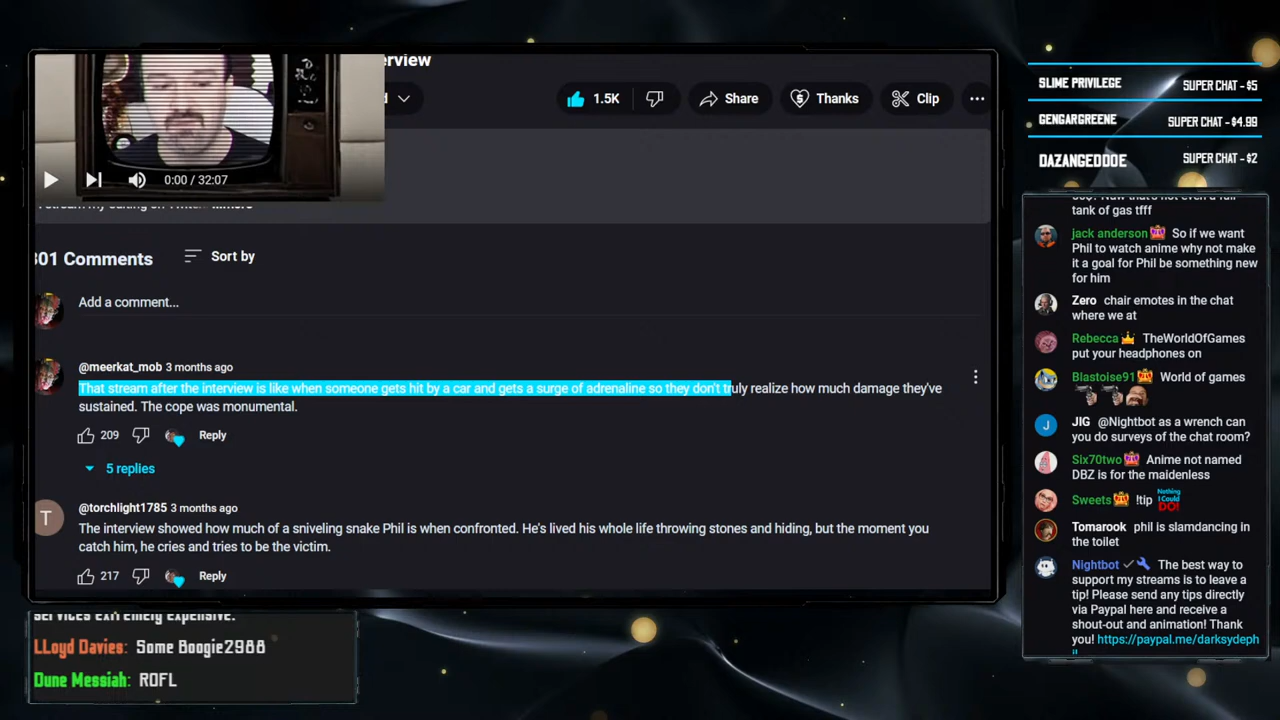 erview
1.5K
Share
Thanks
Clip
0:00 / 32:07
301 Comments
Sort by
Add a comment...
@meerkat_mob 3 months ago
That stream after the interview is like when someone gets hit by a car and gets a surge of adrenaline so they don't truly realize how much damage they've
sustained. The cope was monumental.
209
Reply
5 replies
T
@torchlight1785 3 months ago
The interview showed how much of a sniveling snake Phil is when confronted. He's lived his whole life throwing stones and hiding, but the moment you
catch him, he cries and tries to be the victim.
217
Reply
services extremely expensive.
LLoyd Davies: Some Boogie2988
Dune Messiah: ROFL
SLIME PRIVILEGE SUPER CHAT - $5
GENGARGREENE SUPER CHAT - $4.99
DAZANGEDDOE SUPER CHAT - $2
tank of gas tfff
jack anderson So if we want
Phil to watch anime why not make
it a goal for Phil be something new
for him
Zero chair emotes in the chat
where we at
Rebecca TheWorldOfGames
put your headphones on
Blastoise91 World of games
J
JIG @Nightbot as a wrench can
you do surveys of the chat room?
Six70two Anime not named
DBZ is for the maidenless
Sweets !tip Nothing I Could DO!
Tomarook phil is slamdancing in
the toilet
Nightbot The best way to
support my streams is to leave a
tip! Please send any tips directly
via Paypal here and receive a
shout-out and animation! Thank
you! https://paypal.me/darksydeph